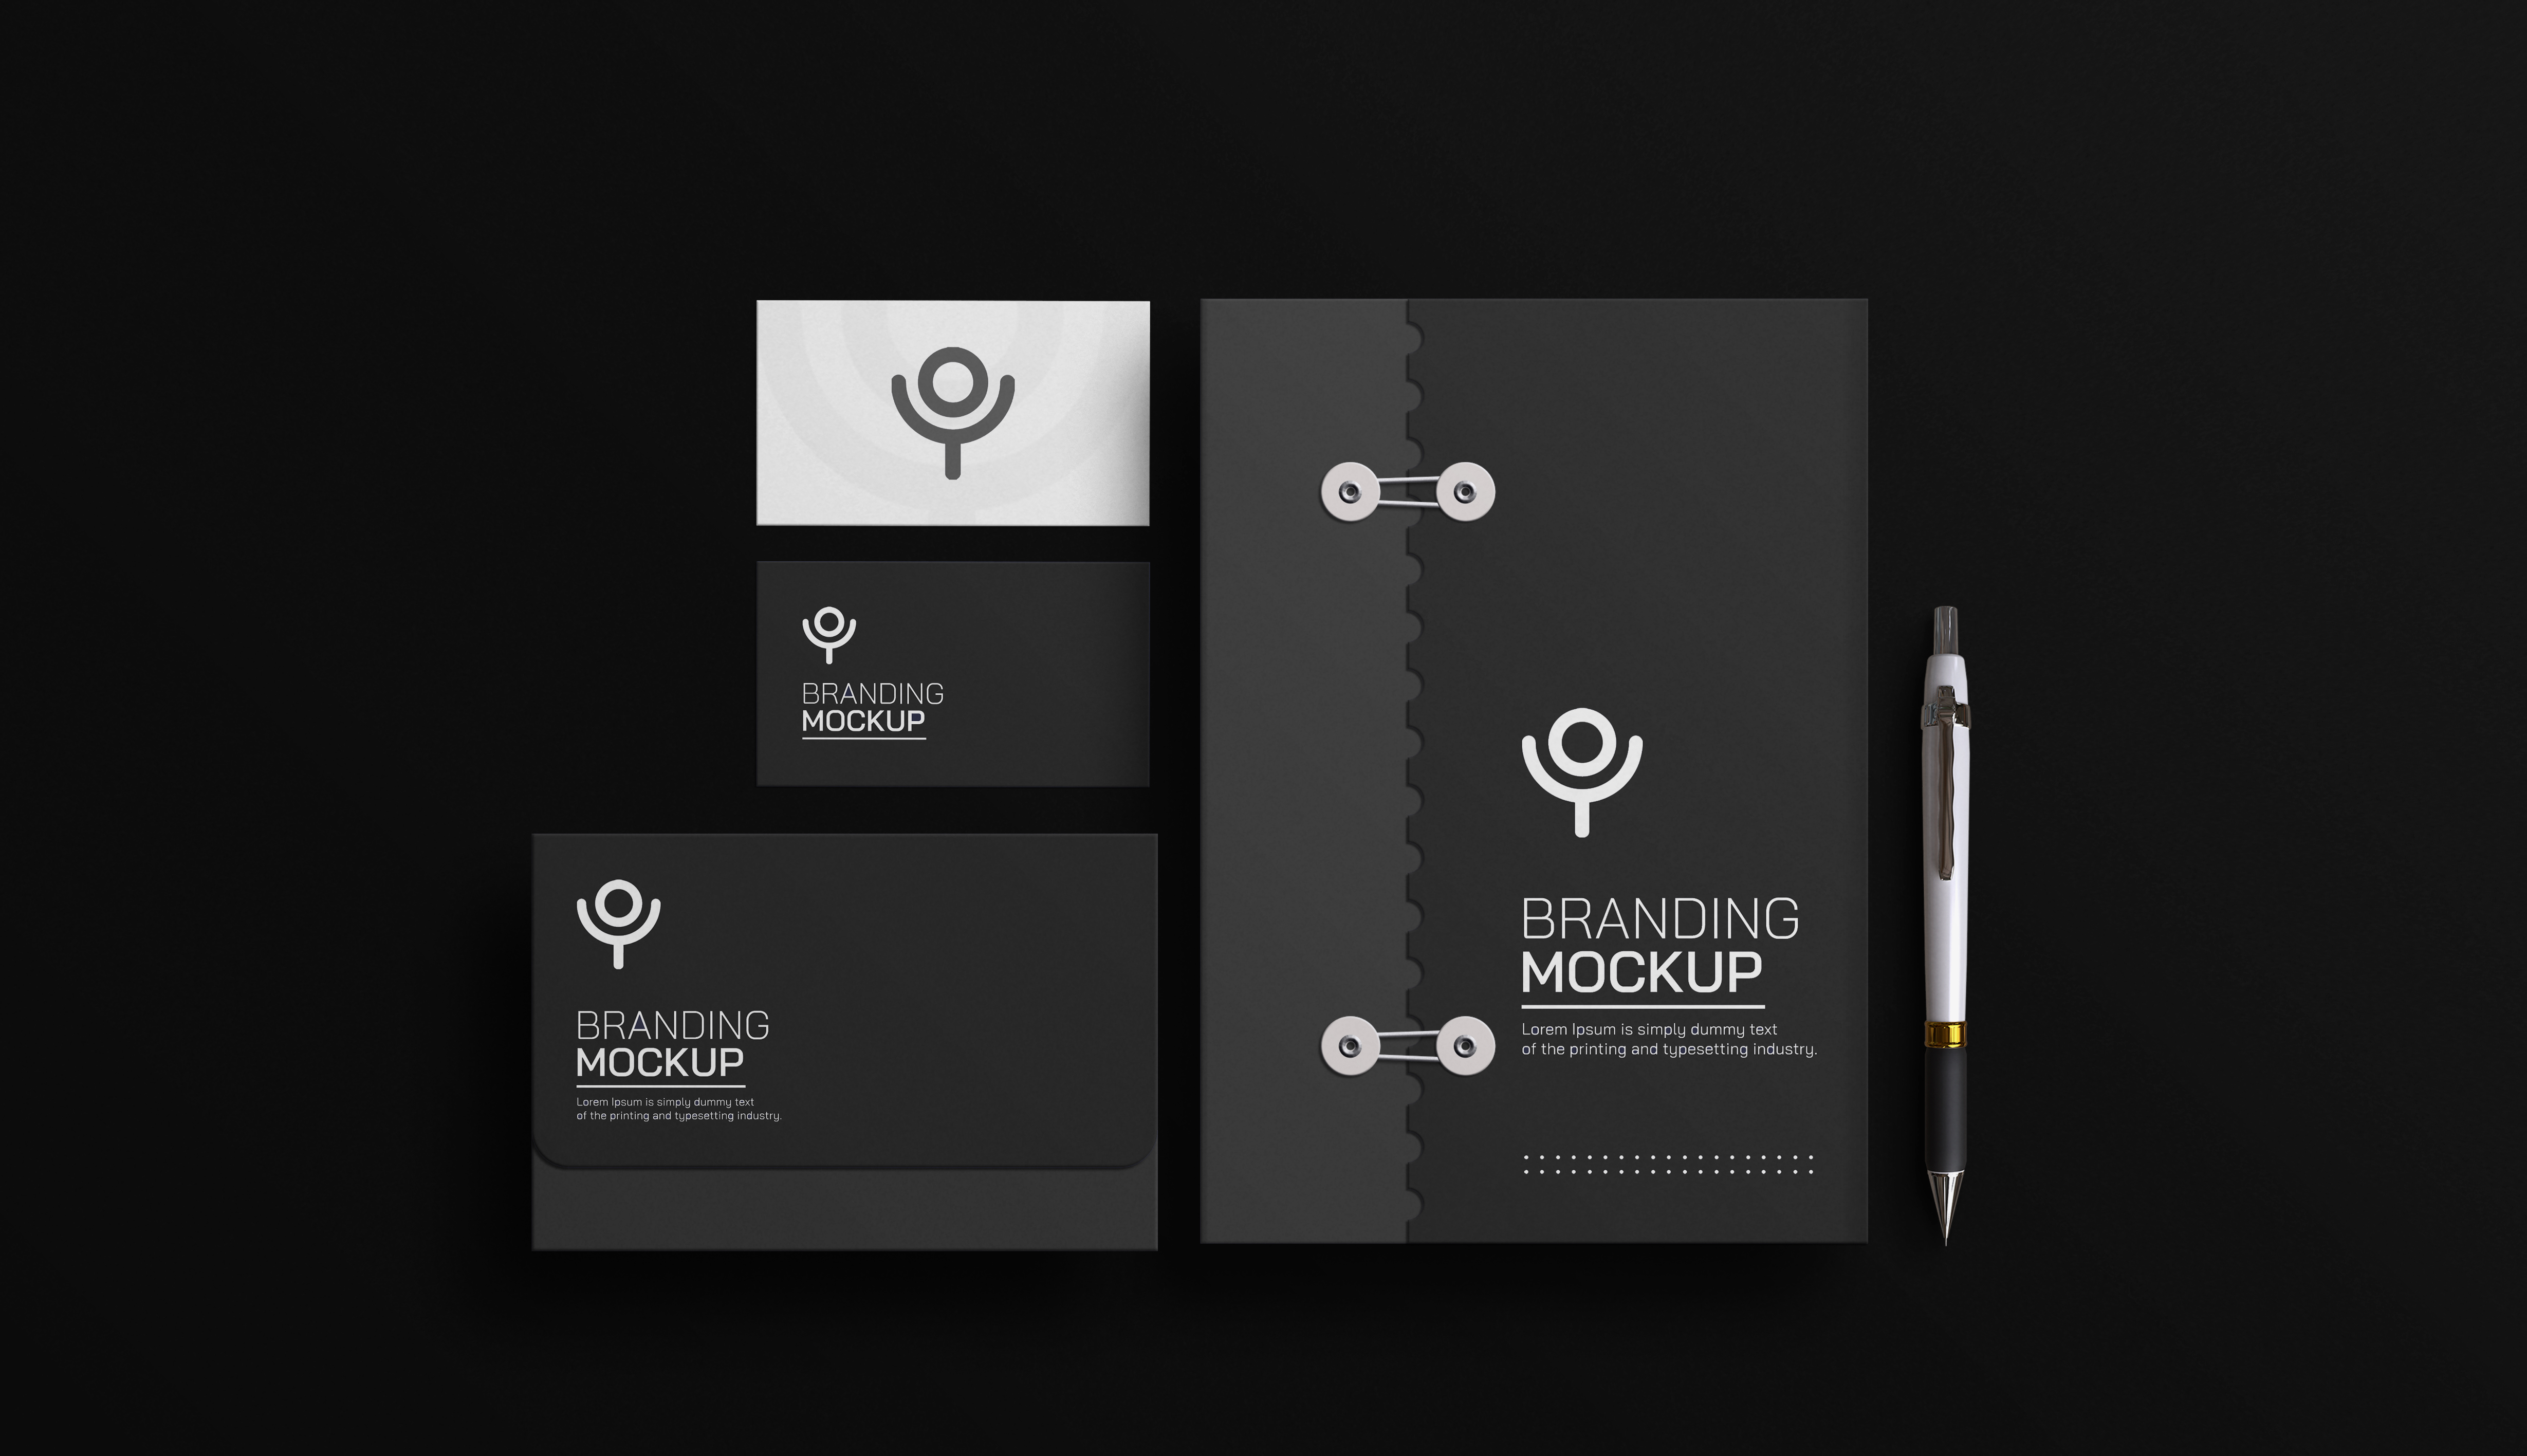 BRANDING
MOCKUP
BRANDING
MOCKUP
Lorem Ipsum is simply dummy text
of the printing and typesetting industry.
BRANDING
MOCKUP
Lorem Ipsum is simply dummy text
of the printing and typesetting industry.